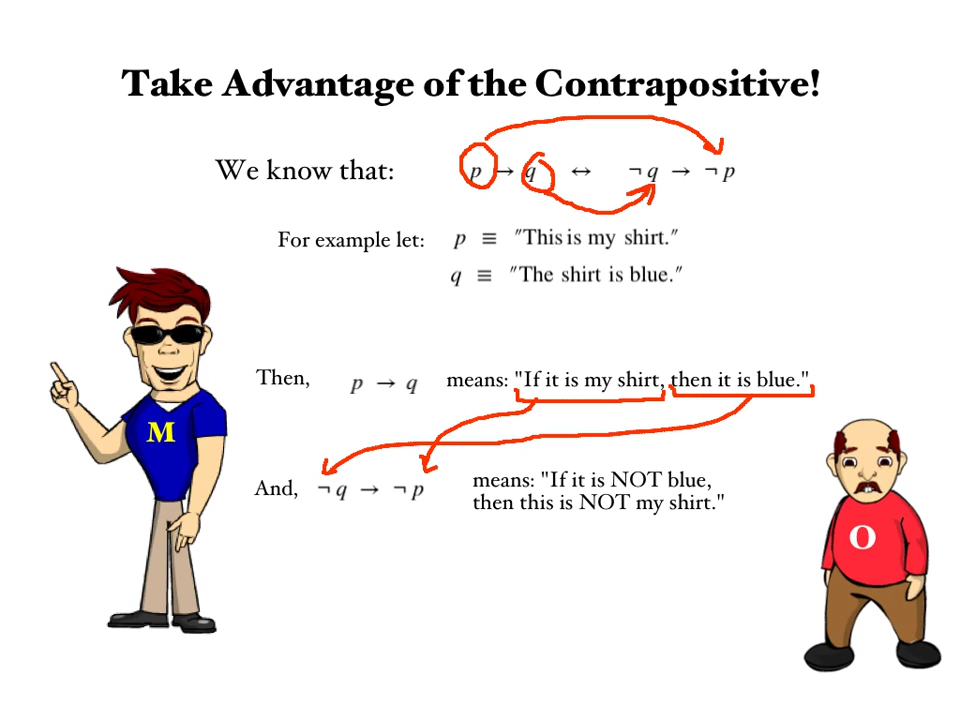 Take Advantage of the Contrapositive!
We know that: p → q ↔ ¬ q → ¬ p
For example let: p ≡ "This is my shirt."
q ≡ "The shirt is blue."
Then, p → q means: "If it is my shirt, then it is blue."
And, ¬ q → ¬ p means: "If it is NOT blue,
then this is NOT my shirt."
M
O